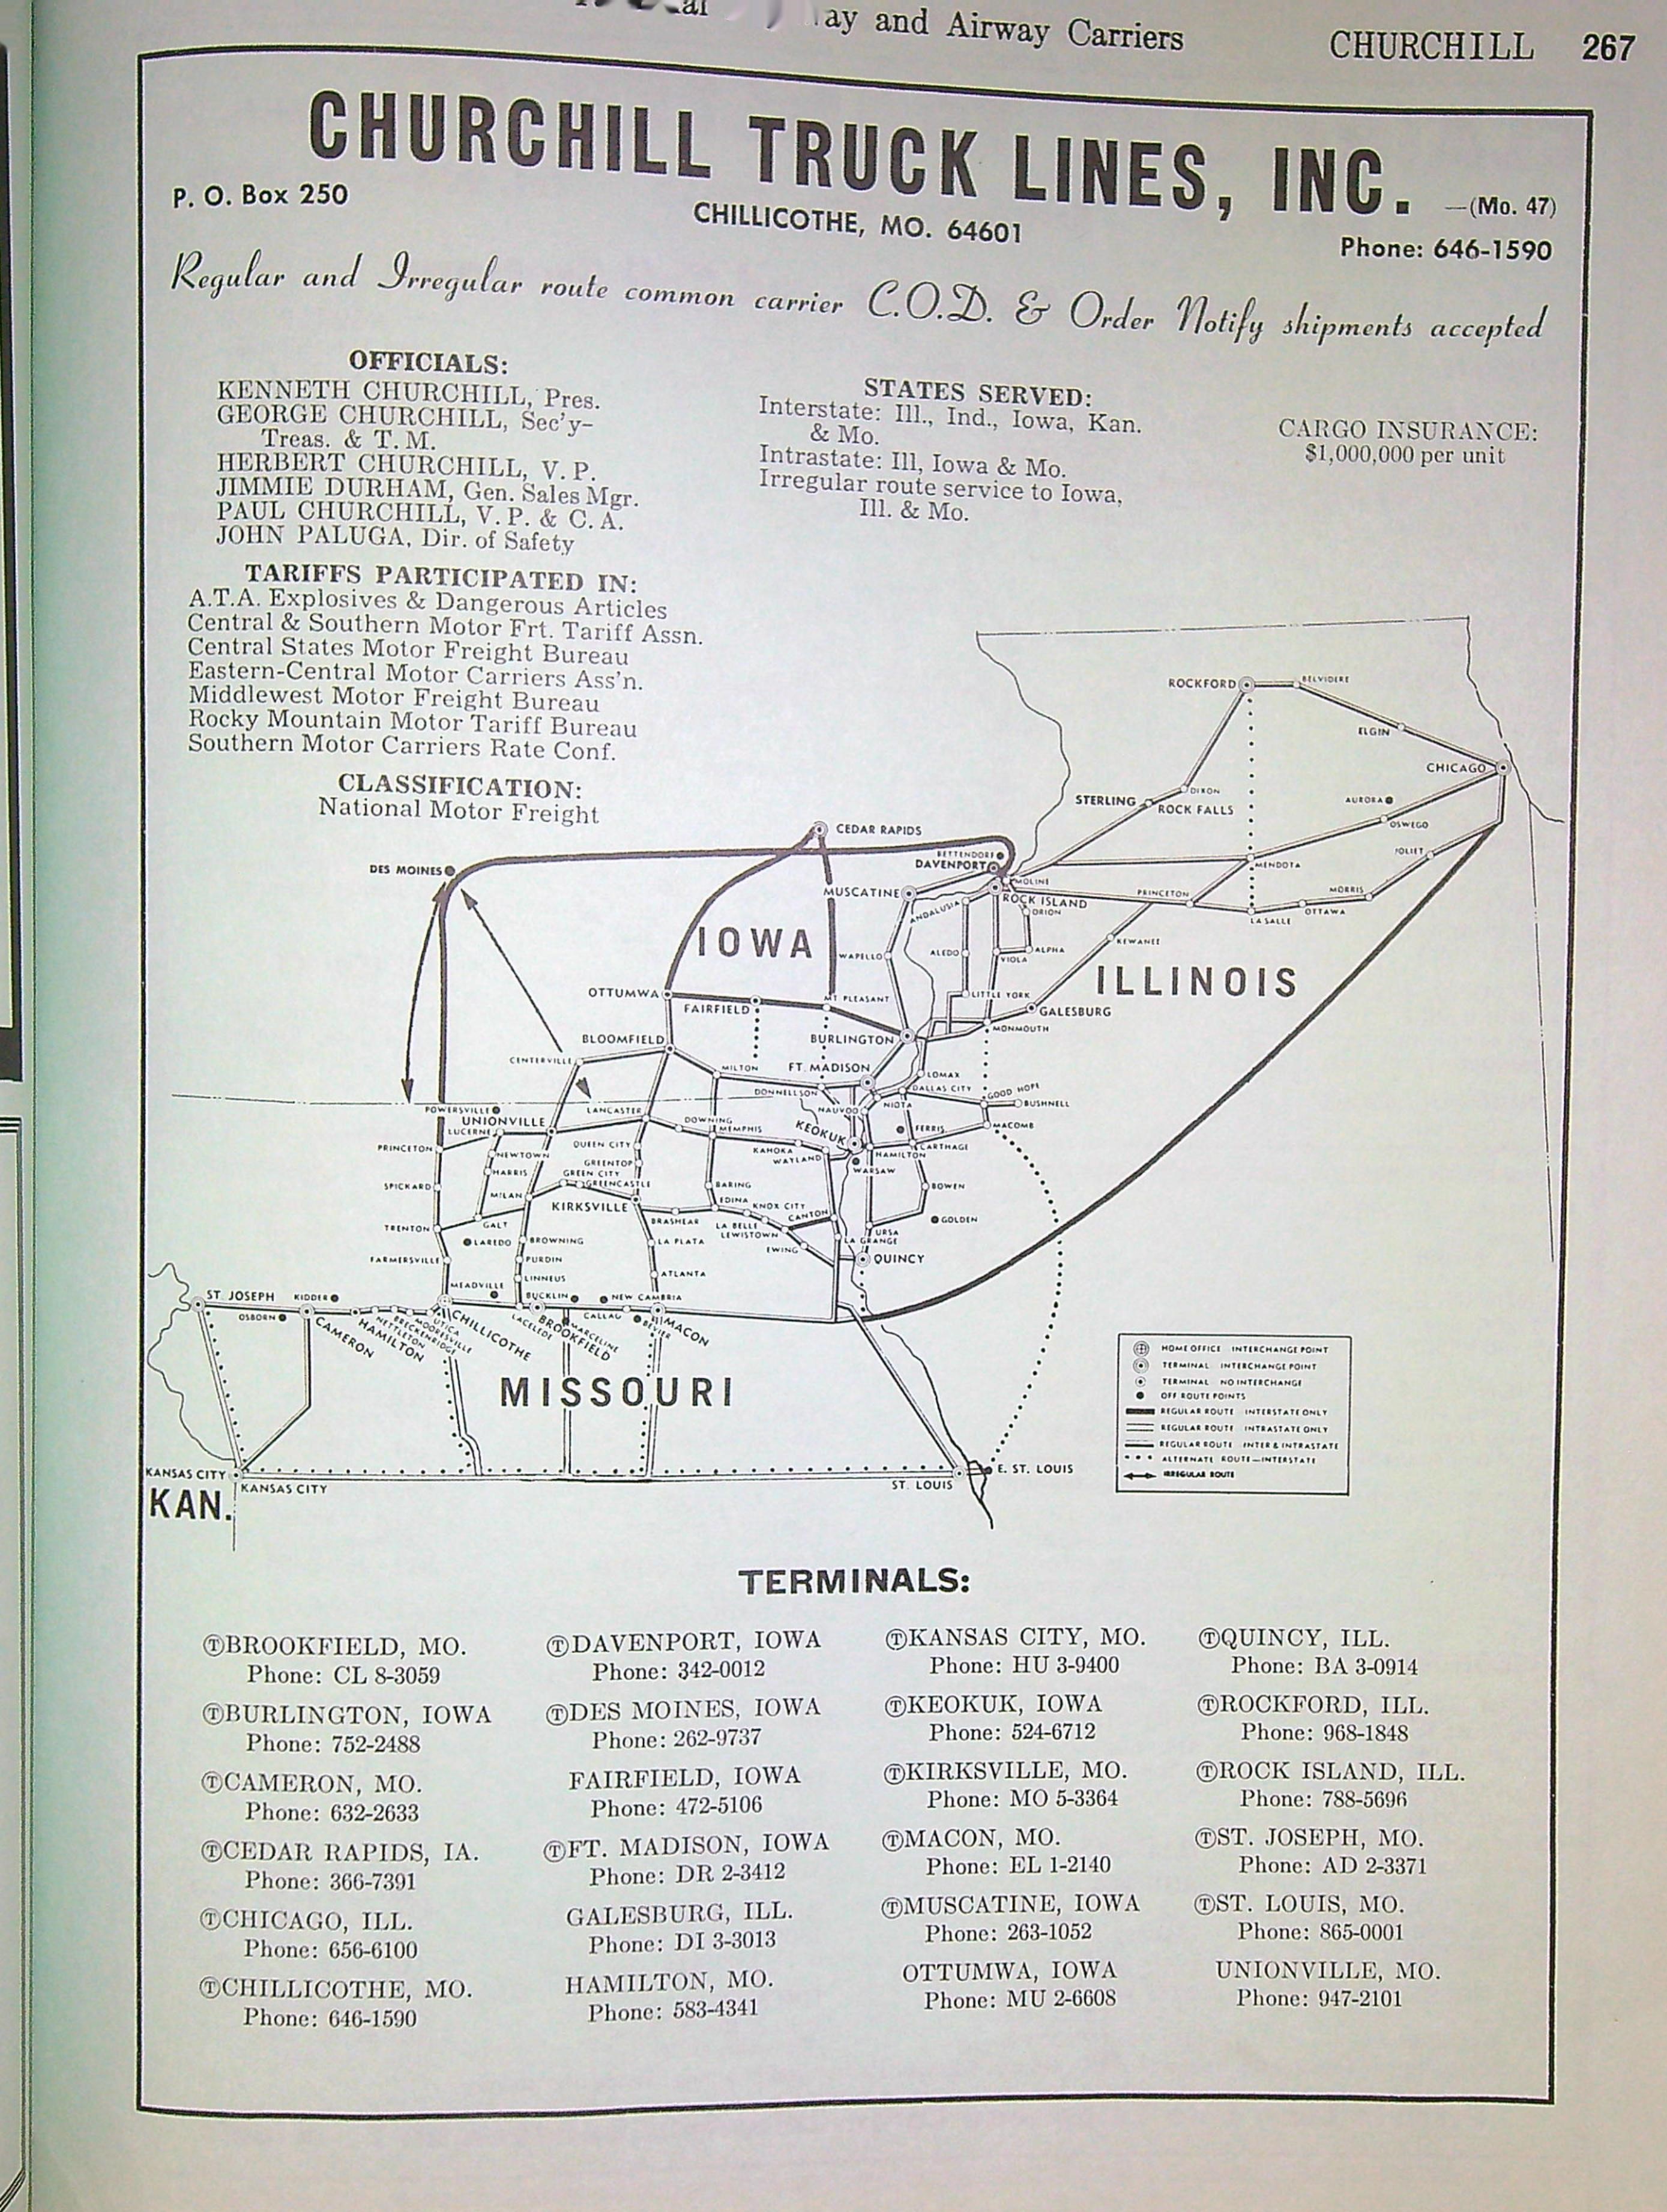 ay and Airway Carriers
CHURCHILL 267
CHURCHILL TRUCK LINES, INC.
P. O. Box 250
CHILLICOTHE, MO. 64601
—(Mo. 47)
Phone: 646-1590
Regular and Irregular route common carrier C.O.D. & Order Notify shipments accepted
OFFICIALS:
KENNETH CHURCHILL, Pres.
GEORGE CHURCHILL, Sec'y-
Treas. & T. M.
HERBERT CHURCHILL, V. P.
JIMMIE DURHAM, Gen. Sales Mgr.
PAUL CHURCHILL, V. P. & C. A.
JOHN PALUGA, Dir. of Safety
STATES SERVED:
Interstate: Ill., Ind., Iowa, Kan.
& Mo.
Intrastate: Ill, Iowa & Mo.
Irregular route service to Iowa,
Ill. & Mo.
CARGO INSURANCE:
$1,000,000 per unit
TARIFFS PARTICIPATED IN:
A.T.A. Explosives & Dangerous Articles
Central & Southern Motor Frt. Tariff Assn.
Central States Motor Freight Bureau
Eastern-Central Motor Carriers Ass'n.
Middlewest Motor Freight Bureau
Rocky Mountain Motor Tariff Bureau
Southern Motor Carriers Rate Conf.
CLASSIFICATION:
National Motor Freight
ROCKFORD
BELVIDERE
ELGIN
CHICAGO
DIXON
STERLING
ROCK FALLS
AURORA
OSWEGO
CEDAR RAPIDS
BETTENDORF
DAVENPORT
JOLIET
MENDOTA
DES MOINES
MOLINE
MUSCATINE
ROCK ISLAND
PRINCETON
MORRIS
ANDALUSIA
ORION
LA SALLE
OTTAWA
IOWA
WAPELLO
ALEDO
VIOLA
ALPHA
KEWANEE
ILLINOIS
OTTUMWA
FAIRFIELD
MT. PLEASANT
LITTLE YORK
GALESBURG
BLOOMFIELD
BURLINGTON
MONMOUTH
CENTERVILLE
MILTON
FT. MADISON
LOMAX
DONNELLSON
DALLAS CITY
GOOD HOPE
BUSHNELL
POWERSVILLE
LANCASTER
NAUVOO
NIOTA
UNIONVILLE
LUCERNE
DOWNING
MEMPHIS
KEOKUK
FERRIS
MACOMB
PRINCETON
NEWTOWN
QUEEN CITY
KAHOKA
WAYLAND
HAMILTON
CARTHAGE
WARSAW
HARRIS
GREENTOP
GREEN CITY
GREENCASTLE
SPICKARD
MILAN
BARING
BOWEN
KIRKSVILLE
EDINA
KNOX CITY
CANTON
TRENTON
GALT
BRASHEAR
LA BELLE
LEWISTOWN
GOLDEN
URSA
LA GRANGE
LAREDO
BROWNING
LA PLATA
EWING
QUINCY
FARMERSVILLE
PURDIN
LINNEUS
ATLANTA
MEADVILLE
BUCKLIN
NEW CAMBRIA
ST. JOSEPH
KIDDER
OSBORN
CAMERON
HAMILTON
NETTLETON
BRECKENRIDGE
MOORESVILLE
UTICA
CHILLICOTHE
LACELEDE
BROOKFIELD
MARCELINE
CALLAO
BEVIER
MACON
MISSOURI
KANSAS CITY
KANSAS CITY
KAN.
ST. LOUIS
E. ST. LOUIS
HOME OFFICE INTERCHANGE POINT
TERMINAL INTERCHANGE POINT
TERMINAL NO INTERCHANGE
OFF ROUTE POINTS
REGULAR ROUTE INTERSTATE ONLY
REGULAR ROUTE INTRASTATE ONLY
REGULAR ROUTE INTER & INTRASTATE
ALTERNATE ROUTE—INTERSTATE
IRREGULAR ROUTE
TERMINALS:
ⓉBROOKFIELD, MO.
Phone: CL 8-3059
ⓉBURLINGTON, IOWA
Phone: 752-2488
ⓉCAMERON, MO.
Phone: 632-2633
ⓉCEDAR RAPIDS, IA.
Phone: 366-7391
ⓉCHICAGO, ILL.
Phone: 656-6100
ⓉCHILLICOTHE, MO.
Phone: 646-1590
ⓉDAVENPORT, IOWA
Phone: 342-0012
ⓉDES MOINES, IOWA
Phone: 262-9737
FAIRFIELD, IOWA
Phone: 472-5106
ⓉFT. MADISON, IOWA
Phone: DR 2-3412
GALESBURG, ILL.
Phone: DI 3-3013
HAMILTON, MO.
Phone: 583-4341
ⓉKANSAS CITY, MO.
Phone: HU 3-9400
ⓉKEOKUK, IOWA
Phone: 524-6712
ⓉKIRKSVILLE, MO.
Phone: MO 5-3364
ⓉMACON, MO.
Phone: EL 1-2140
ⓉMUSCATINE, IOWA
Phone: 263-1052
OTTUMWA, IOWA
Phone: MU 2-6608
ⓉQUINCY, ILL.
Phone: BA 3-0914
ⓉROCKFORD, ILL.
Phone: 968-1848
ⓉROCK ISLAND, ILL.
Phone: 788-5696
ⓉST. JOSEPH, MO.
Phone: AD 2-3371
ⓉST. LOUIS, MO.
Phone: 865-0001
UNIONVILLE, MO.
Phone: 947-2101